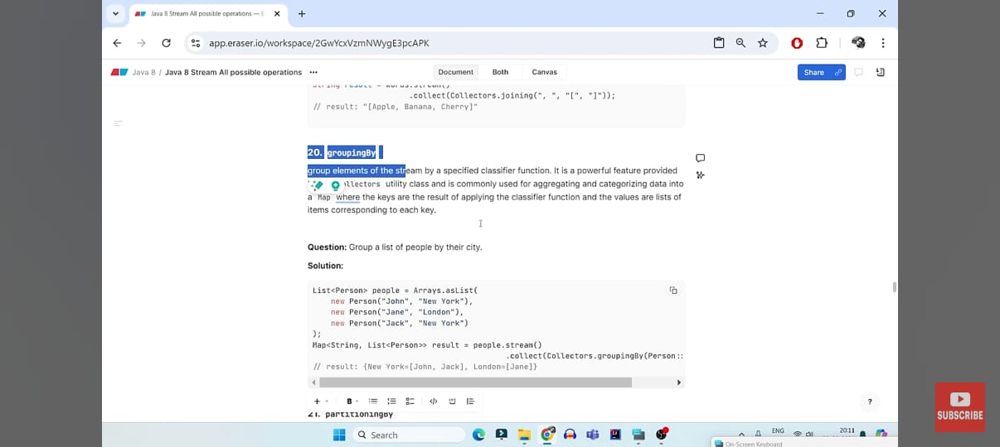 Java 8 Stream All possible operations —
app.eraser.io/workspace/2GwYcxVzmNWygE3pcAPK
Java 8 / Java 8 Stream All possible operations •••
Document Both Canvas
Share
String result = words.stream()
.collect(Collectors.joining(", ", "[", "]"));
// result: "[Apple, Banana, Cherry]"
20. groupingBy
group elements of the stream by a specified classifier function. It is a powerful feature provided
utility class and is commonly used for aggregating and categorizing data into
a Map where the keys are the result of applying the classifier function and the values are lists of
items corresponding to each key.
Question: Group a list of people by their city.
Solution:
List<Person> people = Arrays.asList(
new Person("John", "New York"),
new Person("Jane", "London"),
new Person("Jack", "New York")
);
Map<String, List<Person>> result = people.stream()
.collect(Collectors.groupingBy(Person::
// result: {New York=[John, Jack], London=[Jane]}
B
?
21. partitioningBy
SUBSCRIBE
Search
ENG
20:11
On-Screen Keyboard